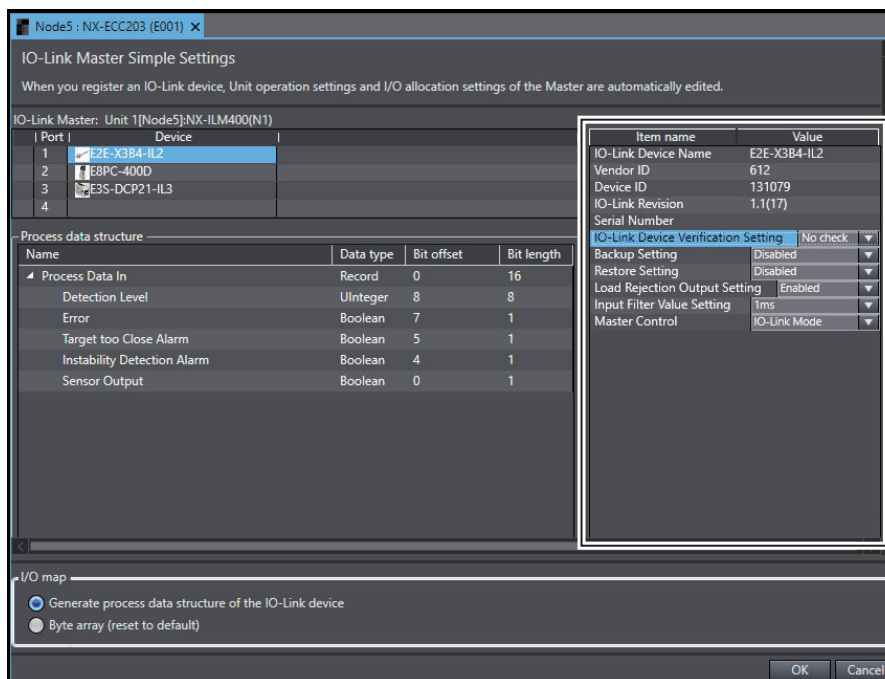 Node5 : NX-ECC203 (E001) ×
IO-Link Master Simple Settings
When you register an IO-Link device, Unit operation settings and I/O allocation settings of the Master are automatically edited.
IO-Link Master: Unit 1[Node5]:NX-ILM400(N1)
Port Device
1 E2E-X3B4-IL2
2 E8PC-400D
3 E3S-DCP21-IL3
4
Process data structure
Name Data type Bit offset Bit length
Process Data In Record 0 16
Detection Level UInteger 8 8
Error Boolean 7 1
Target too Close Alarm Boolean 5 1
Instability Detection Alarm Boolean 4 1
Sensor Output Boolean 0 1
Item name Value
IO-Link Device Name E2E-X3B4-IL2
Vendor ID 612
Device ID 131079
IO-Link Revision 1.1(17)
Serial Number
IO-Link Device Verification Setting No check
Backup Setting Disabled
Restore Setting Disabled
Load Rejection Output Setting Enabled
Input Filter Value Setting 1ms
Master Control IO-Link Mode
I/O map
Generate process data structure of the IO-Link device
Byte array (reset to default)
OK Cancel